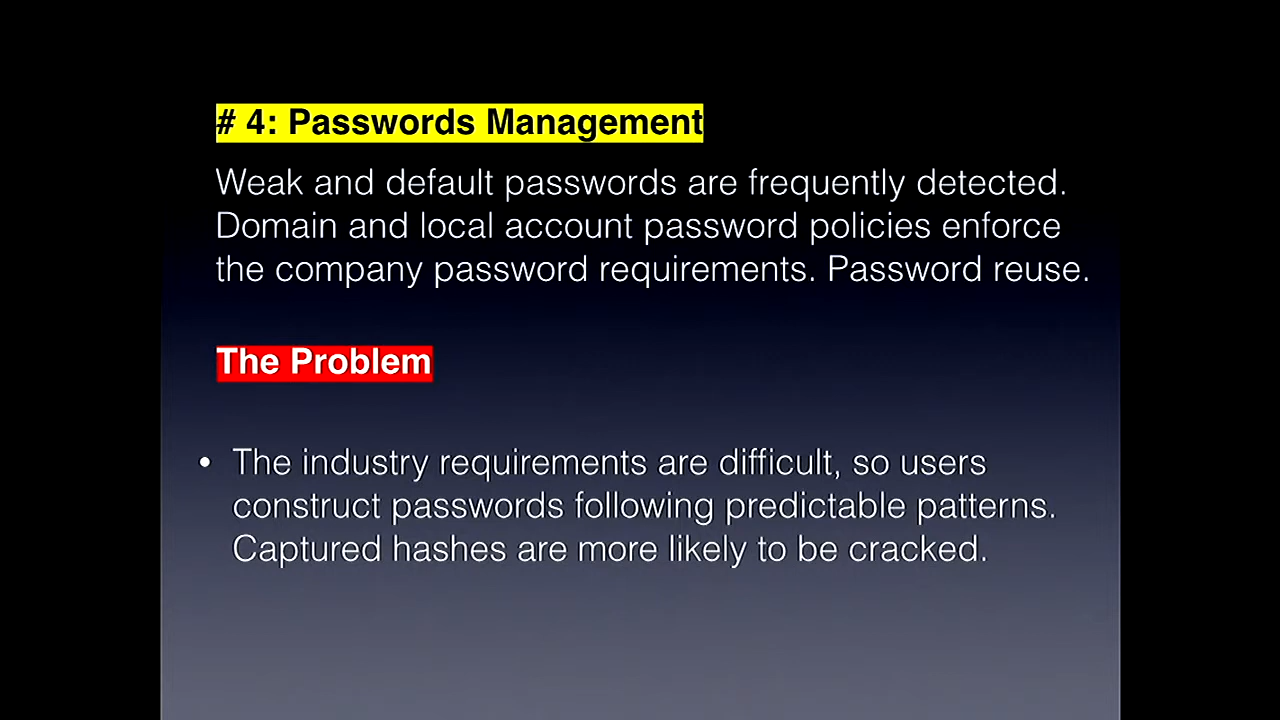 # 4: Passwords Management
Weak and default passwords are frequently detected.
Domain and local account password policies enforce
the company password requirements. Password reuse.
The Problem
• The industry requirements are difficult, so users
construct passwords following predictable patterns.
Captured hashes are more likely to be cracked.